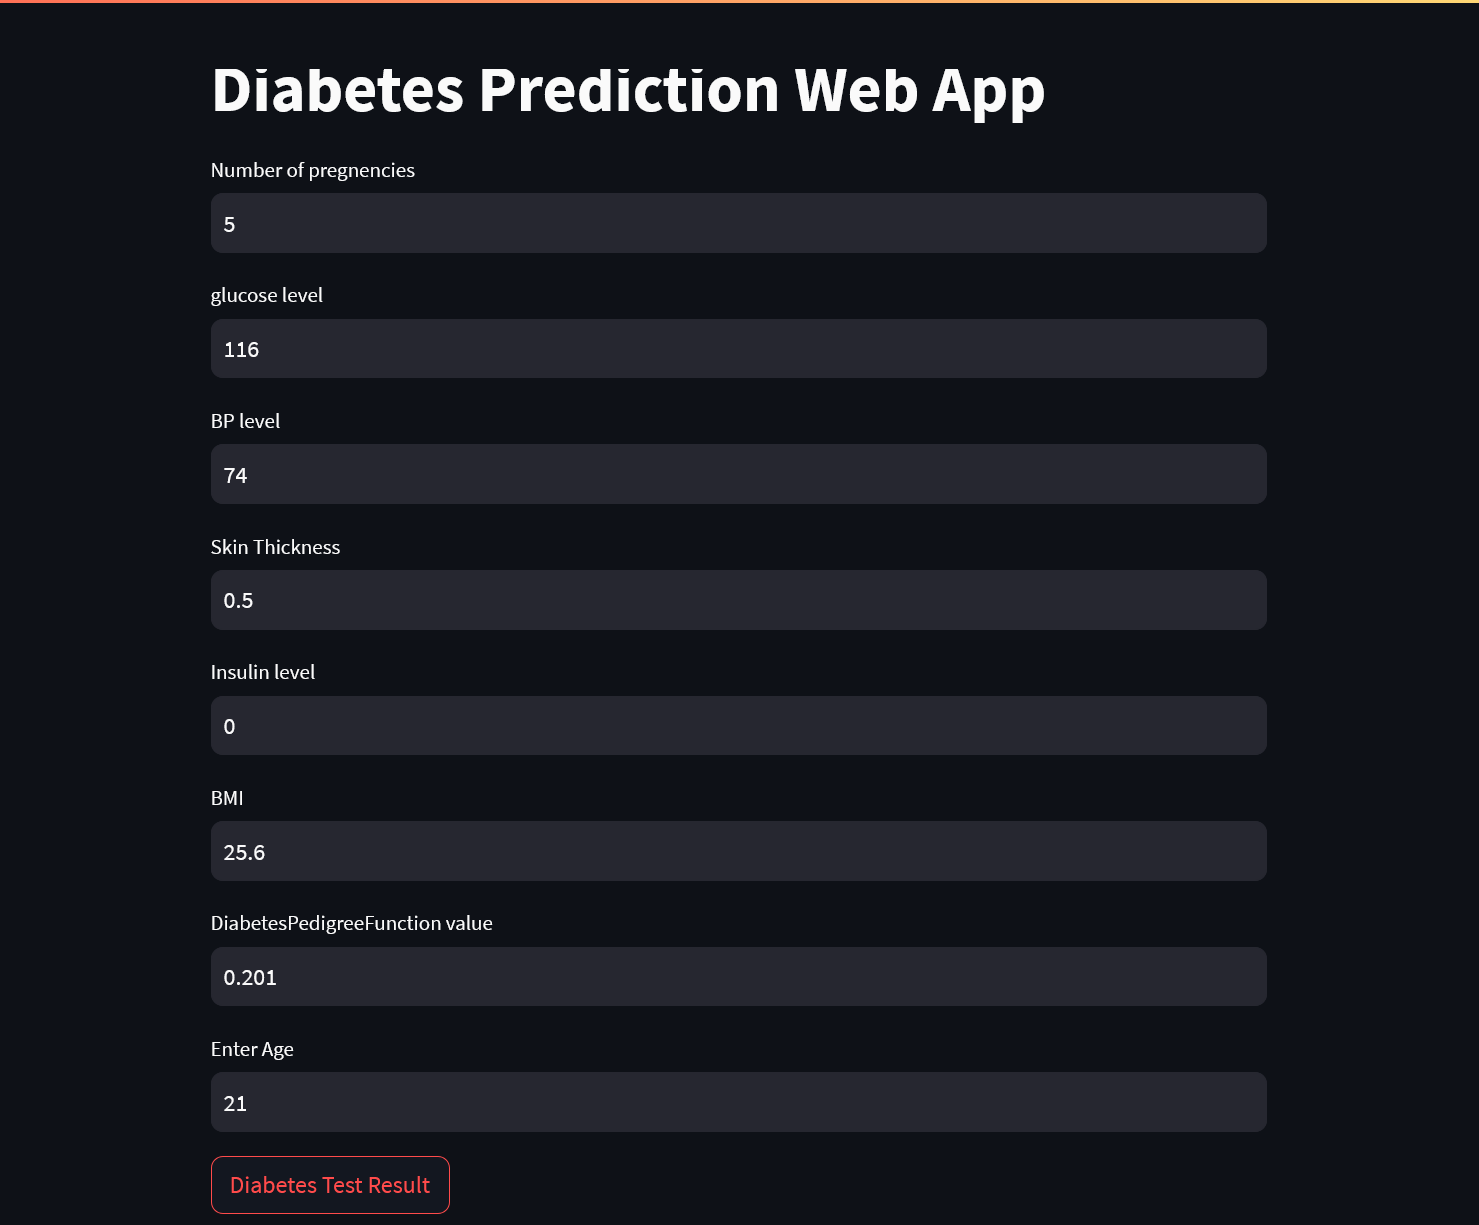 Diabetes Prediction Web App
Number of pregnencies
5
glucose level
116
BP level
74
Skin Thickness
0.5
Insulin level
0
BMI
25.6
DiabetesPedigreeFunction value
0.201
Enter Age
21
Diabetes Test Result